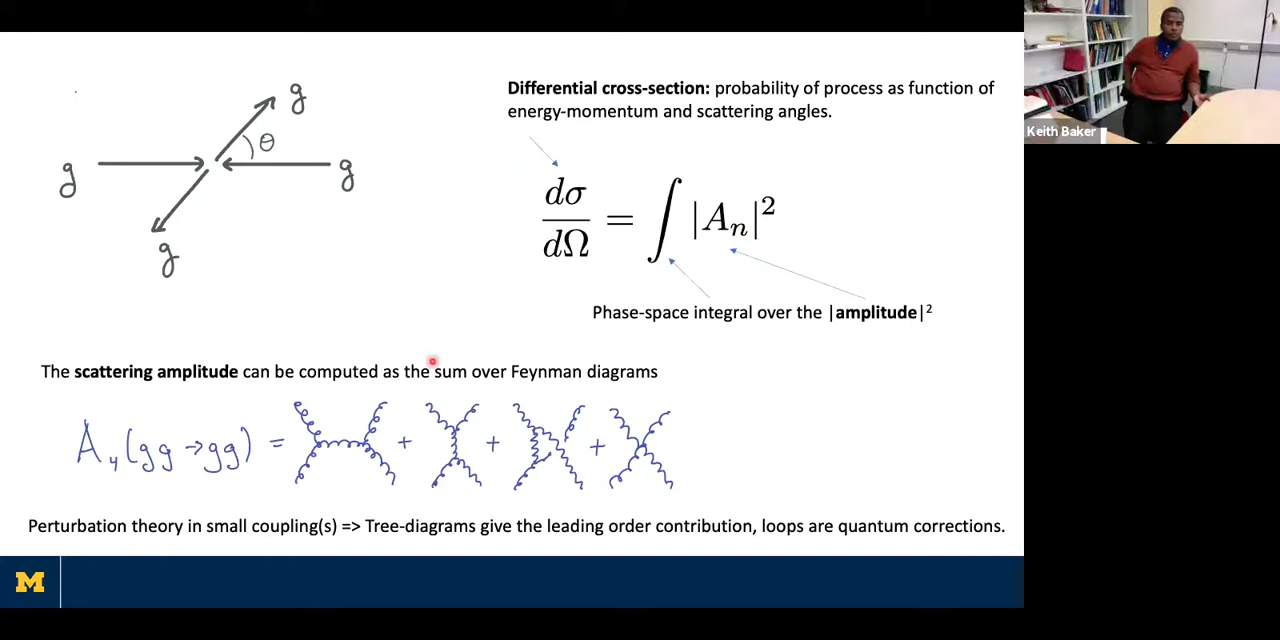 g
θ
g
g
g
Differential cross-section: probability of process as function of
energy-momentum and scattering angles.
dσ/dΩ = ∫ |Aₙ|²
Phase-space integral over the |amplitude|²
Keith Baker
The scattering amplitude can be computed as the sum over Feynman diagrams
A₄(gg→gg) = + + +
Perturbation theory in small coupling(s) => Tree-diagrams give the leading order contribution, loops are quantum corrections.
M